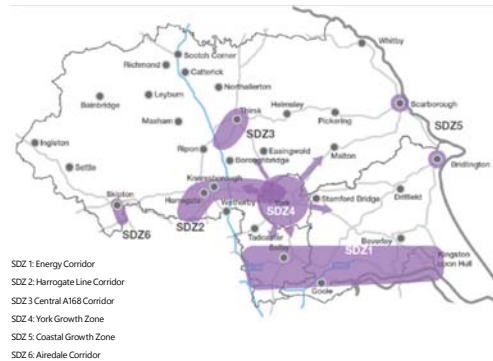 Whitby
Scotch Corner
Richmond
Catterick
Northallerton
Leyburn
Bainbridge
Masham
Thirsk
Helmsley
Pickering
Scarborough
SDZ3
SDZ5
Ingleton
Ripon
Easingwold
Malton
Settle
Boroughbridge
Bridlington
Knaresborough
Skipton
Harrogate
York
Stamford Bridge
Driffield
SDZ4
Wetherby
SDZ6
SDZ2
Tadcaster
Beverley
SDZ1
Selby
Kingston
upon Hull
Goole
SDZ 1: Energy Corridor
SDZ 2: Harrogate Line Corridor
SDZ 3 Central A168 Corridor
SDZ 4: York Growth Zone
SDZ 5: Coastal Growth Zone
SDZ 6: Airedale Corridor